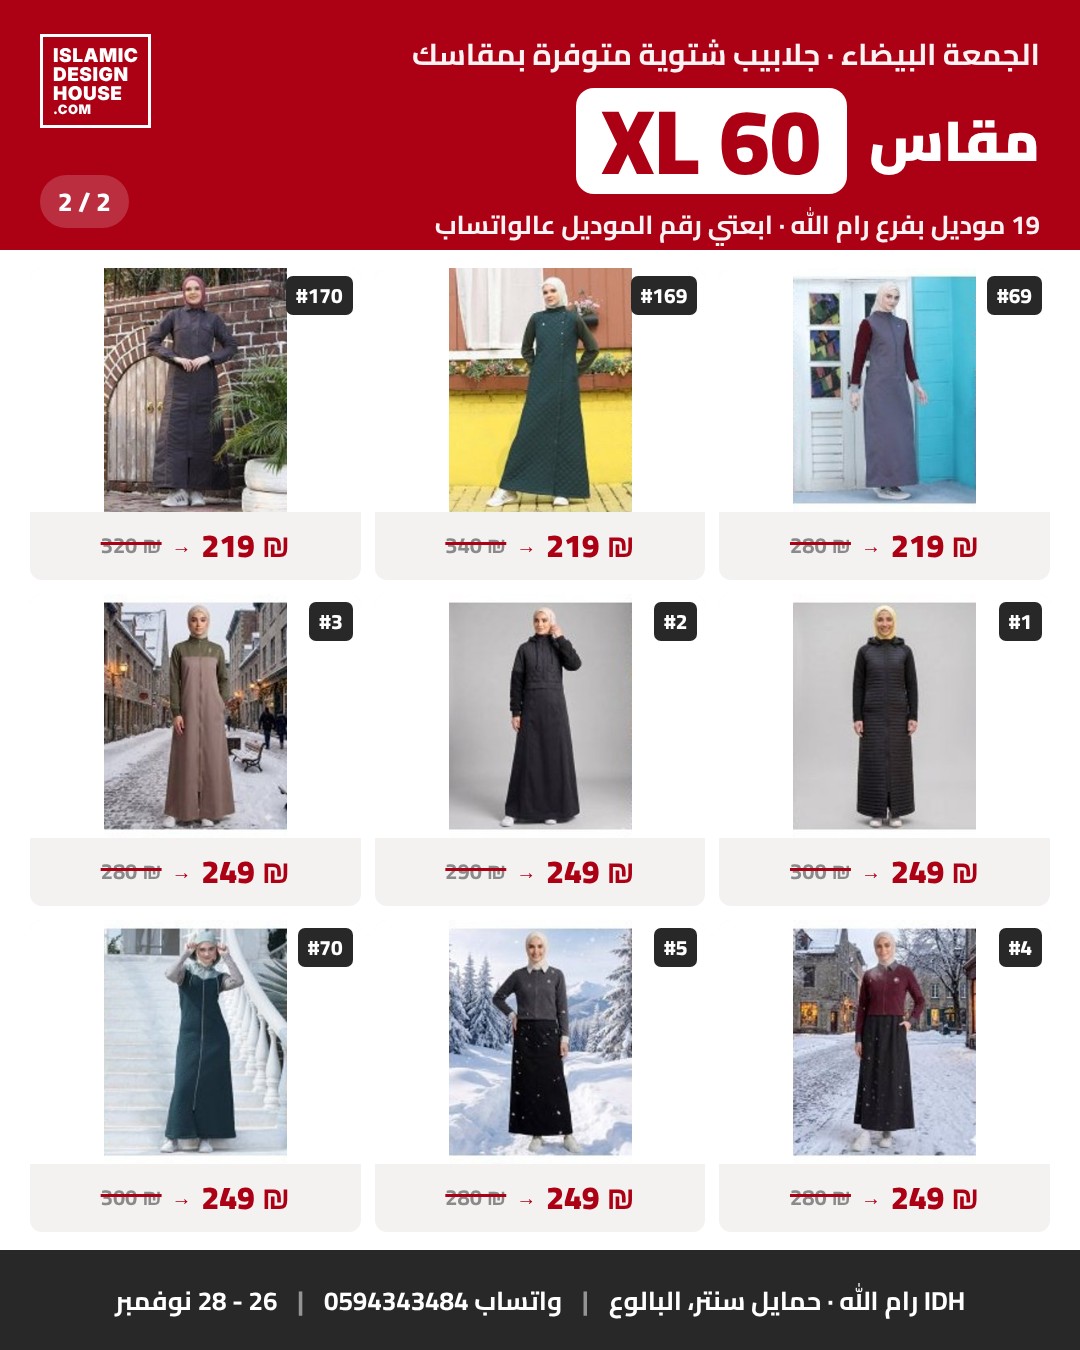 ISLAMIC
DESIGN
HOUSE
.COM
الجمعة البيضاء · جلابيب شتوية متوفرة بمقاسك
مقاس XL 60
2 / 2
19 موديل بفرع رام الله · ابعتي رقم الموديل عالواتساب
#69
#169
#170
280 ₪ → 219 ₪
340 ₪ → 219 ₪
320 ₪ → 219 ₪
#1
#2
#3
300 ₪ → 249 ₪
290 ₪ → 249 ₪
280 ₪ → 249 ₪
#4
#5
#70
280 ₪ → 249 ₪
280 ₪ → 249 ₪
300 ₪ → 249 ₪
IDH رام الله · حمايل سنتر، البالوع | واتساب 0594343484 | 26 - 28 نوفمبر